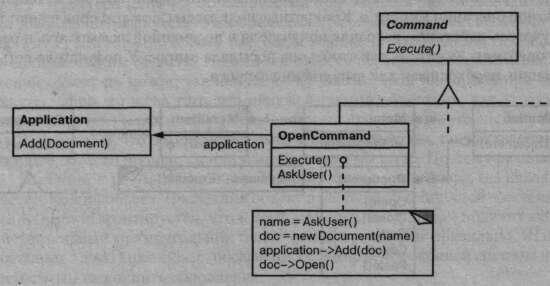 Command
Execute()
Application
Add(Document)
application
OpenCommand
Execute()
AskUser()
name = AskUser()
doc = new Document(name)
application->Add(doc)
doc->Open()